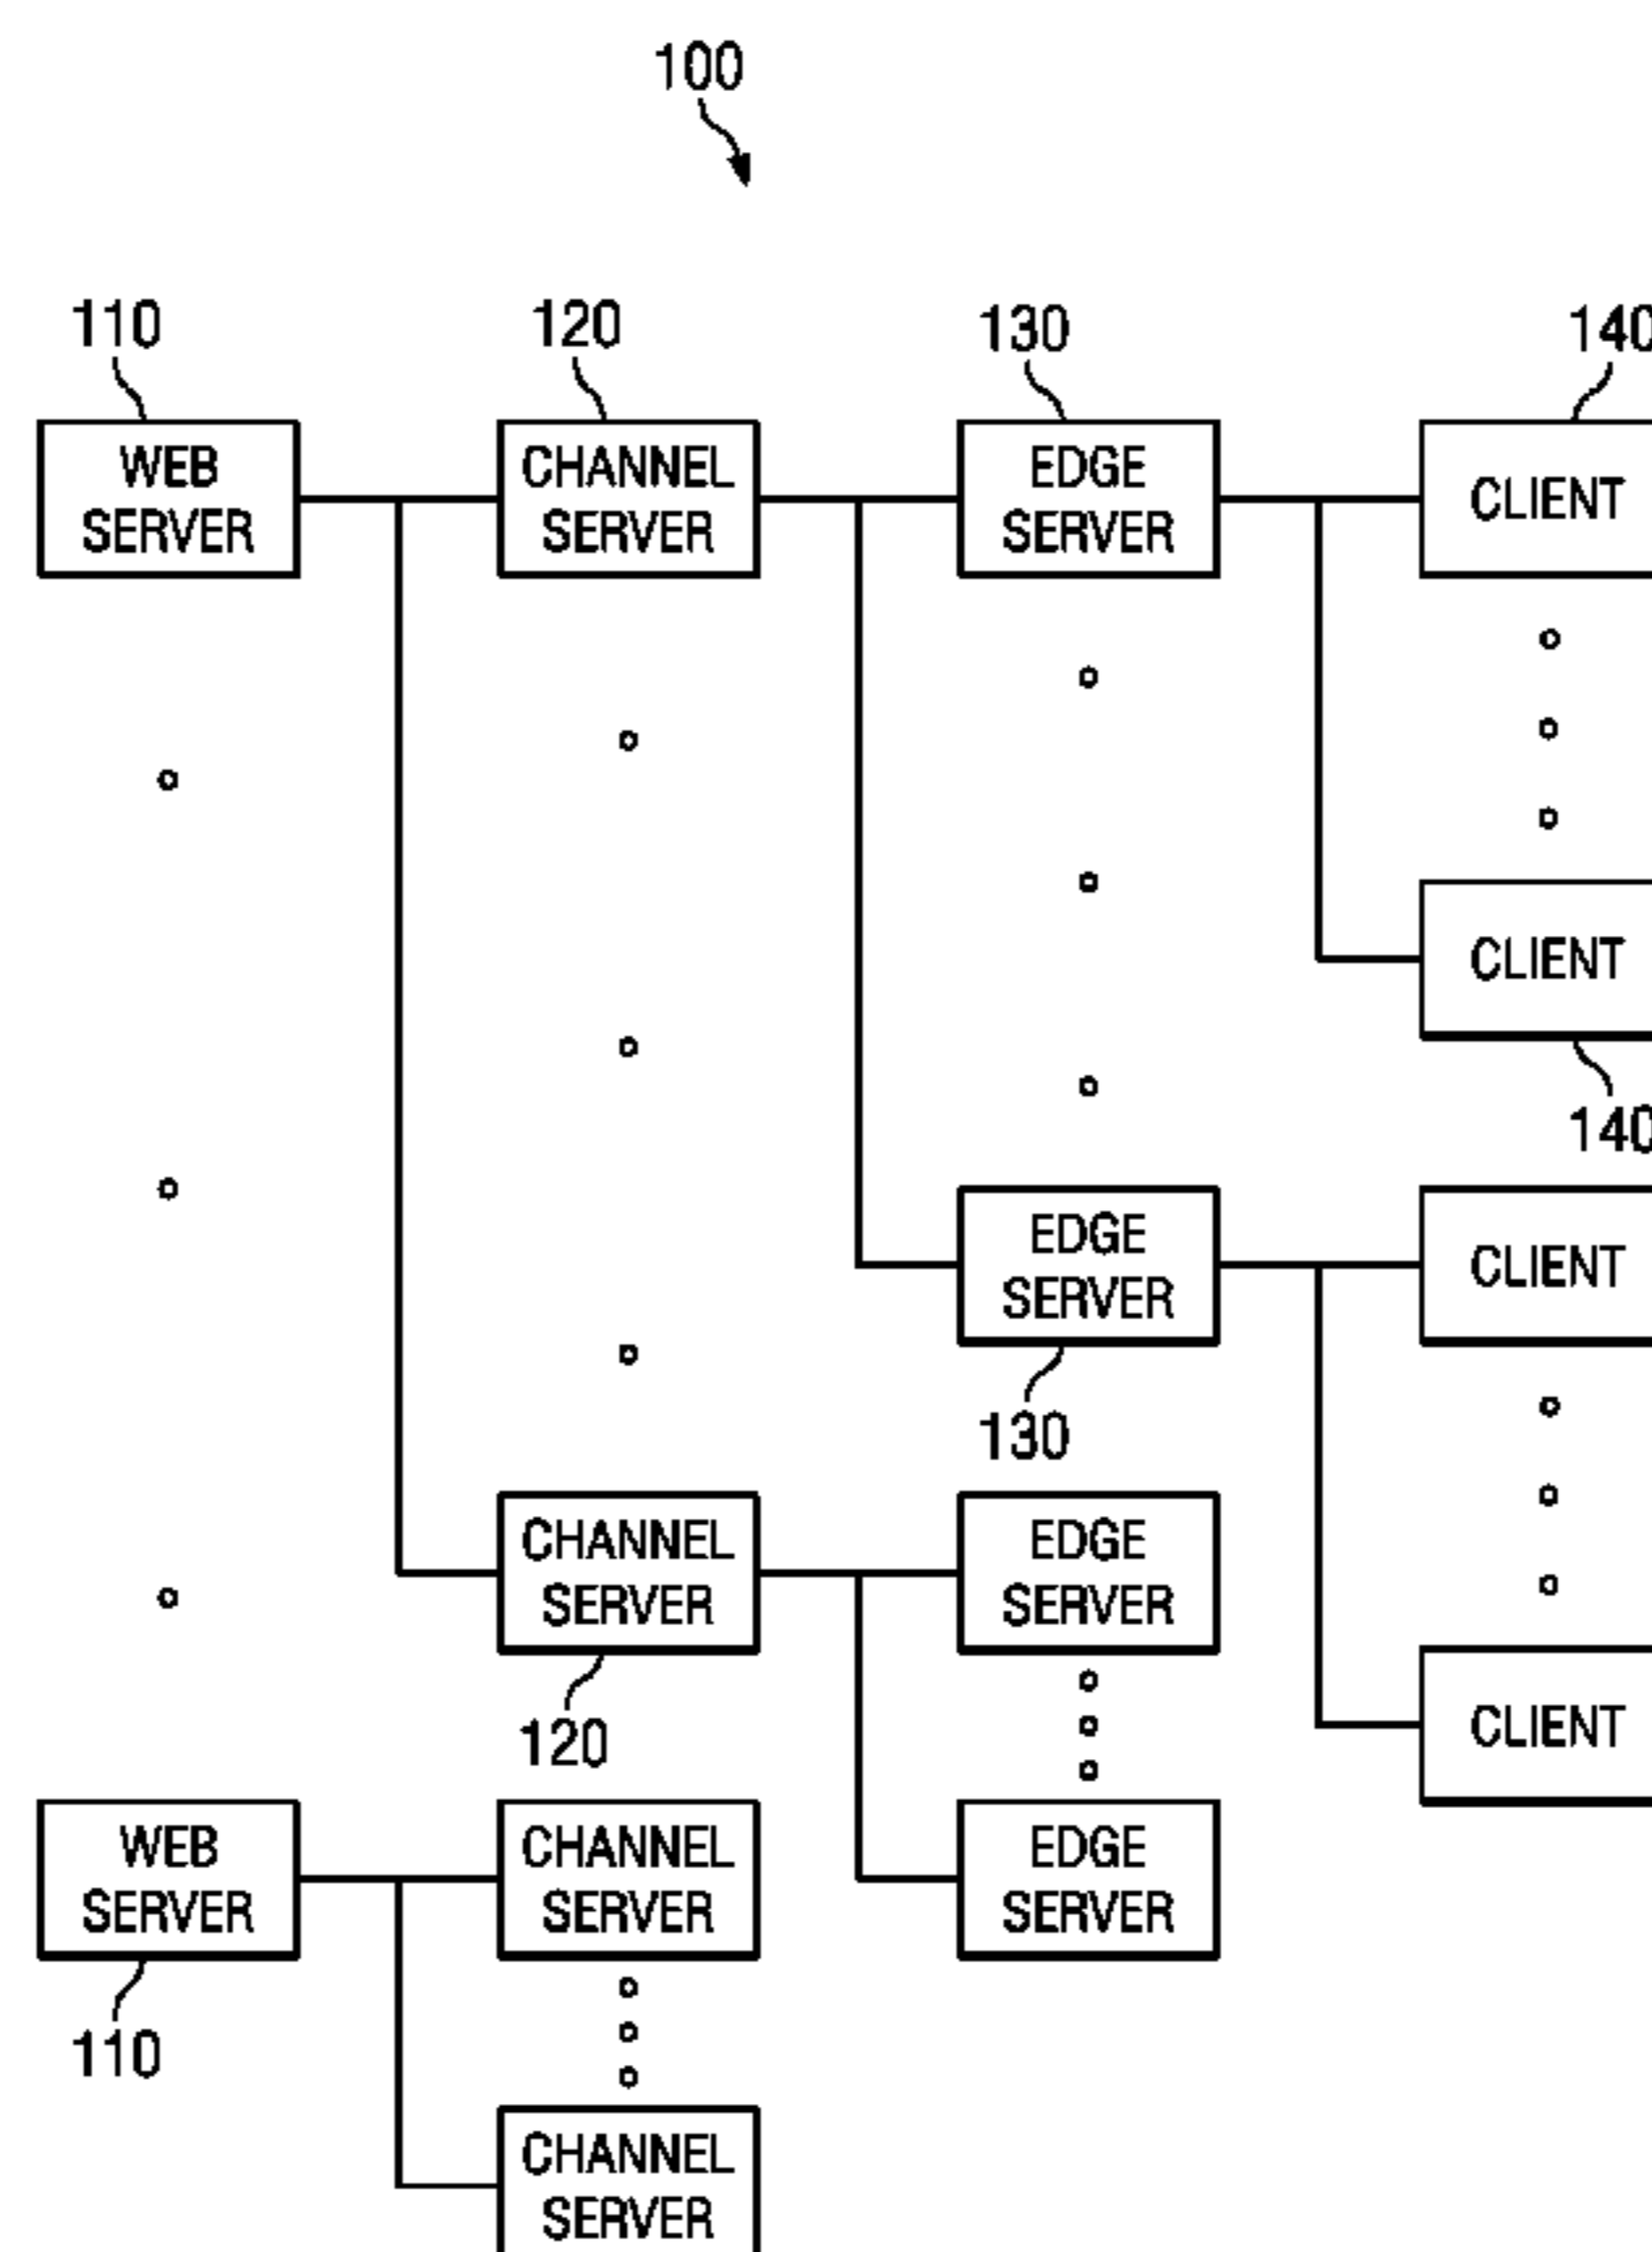 100
110
120
130
140
WEB
SERVER
CHANNEL
SERVER
EDGE
SERVER
CLIENT
CLIENT
140
EDGE
SERVER
CLIENT
130
CHANNEL
SERVER
EDGE
SERVER
120
CLIENT
WEB
SERVER
CHANNEL
SERVER
EDGE
SERVER
110
CHANNEL
SERVER